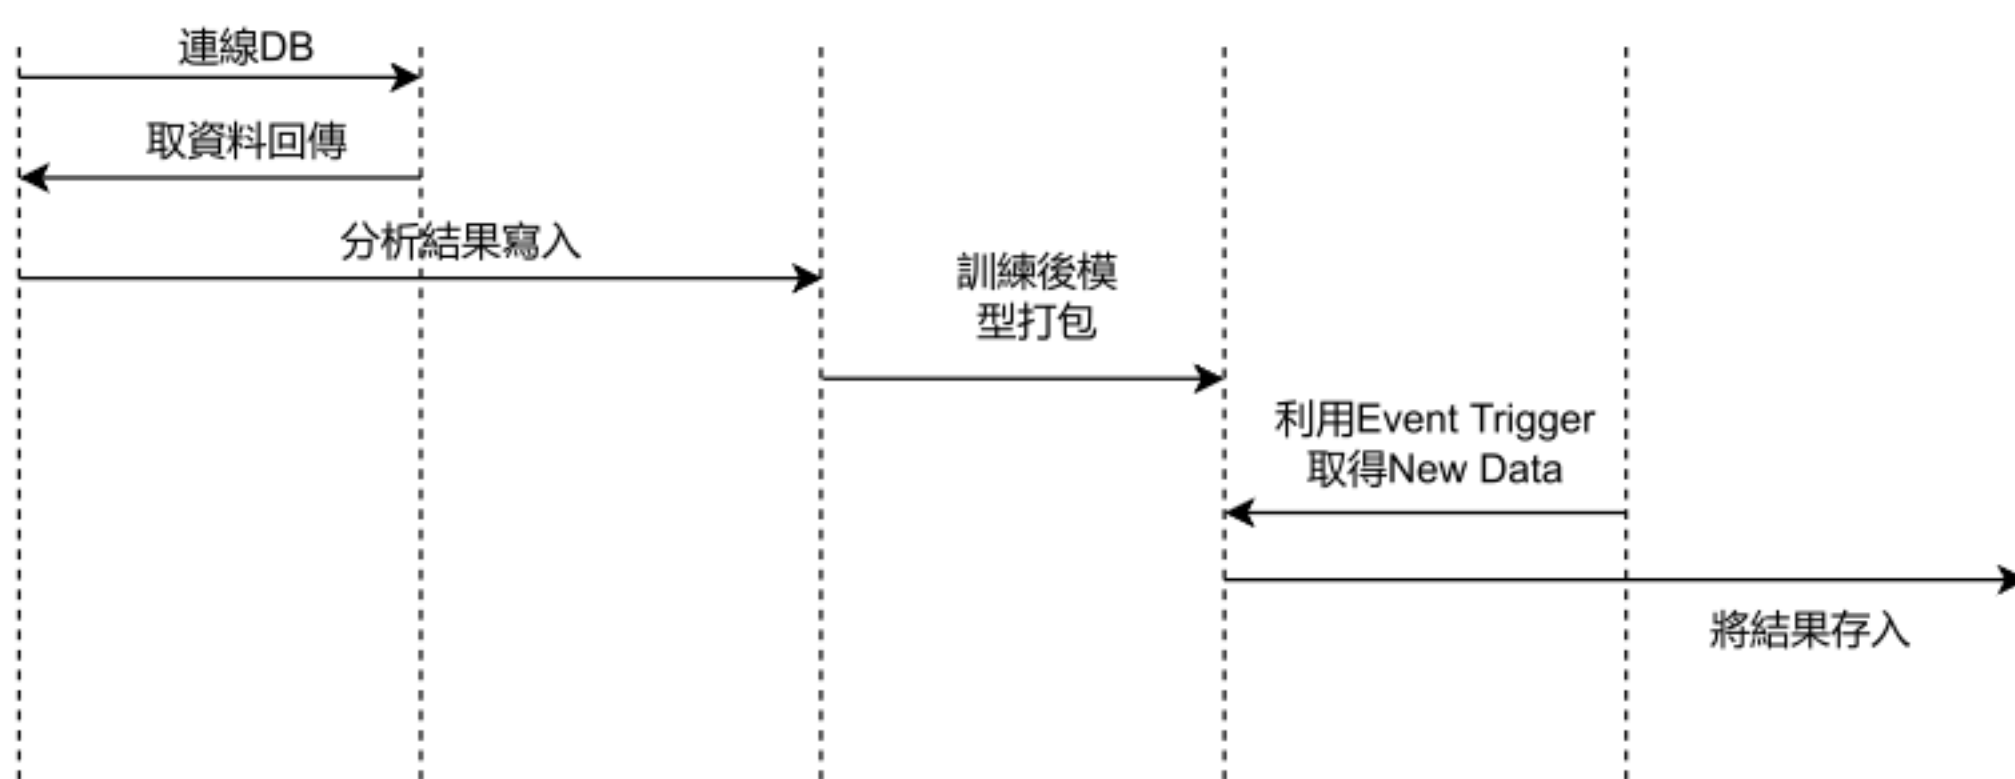 連線DB
取資料回傳
分析結果寫入
訓練後模
型打包
利用Event Trigger
取得New Data
將結果存入